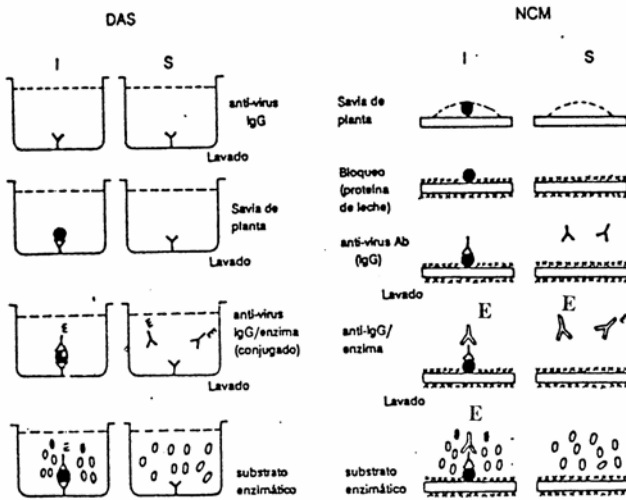 DAS
I S
anti-virus
IgG
Lavado
Savia de
planta
Lavado
E
E
E
anti-virus
IgG/enzima
(conjugado)
Lavado
E
substrato
enzimático
NCM
I S
Savia de
planta
Bloqueo
(proteína
de leche)
anti-virus Ab
(IgG)
Lavado
E E
anti-IgG/
enzima
Lavado
E
substrato
enzimático